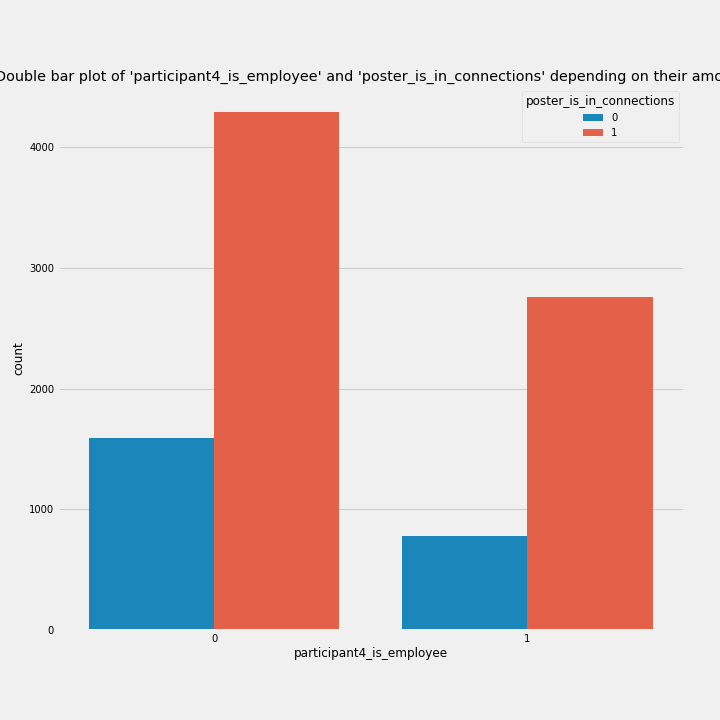 Double bar plot of 'participant4_is_employee' and 'poster_is_in_connections' depending on their
poster_is_in_connections
0
1
4000
3000
2000
1000
0
count
0
1
participant4_is_employee